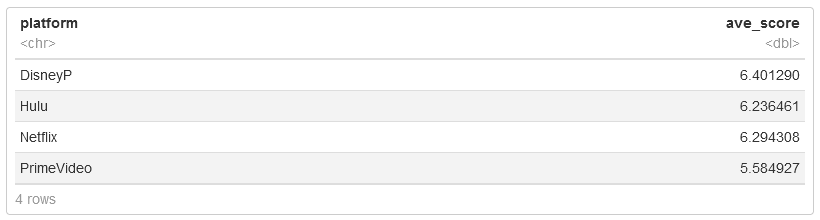 platform ave_score
<chr> <dbl>
DisneyP 6.401290
Hulu 6.236461
Netflix 6.294308
PrimeVideo 5.584927
4 rows